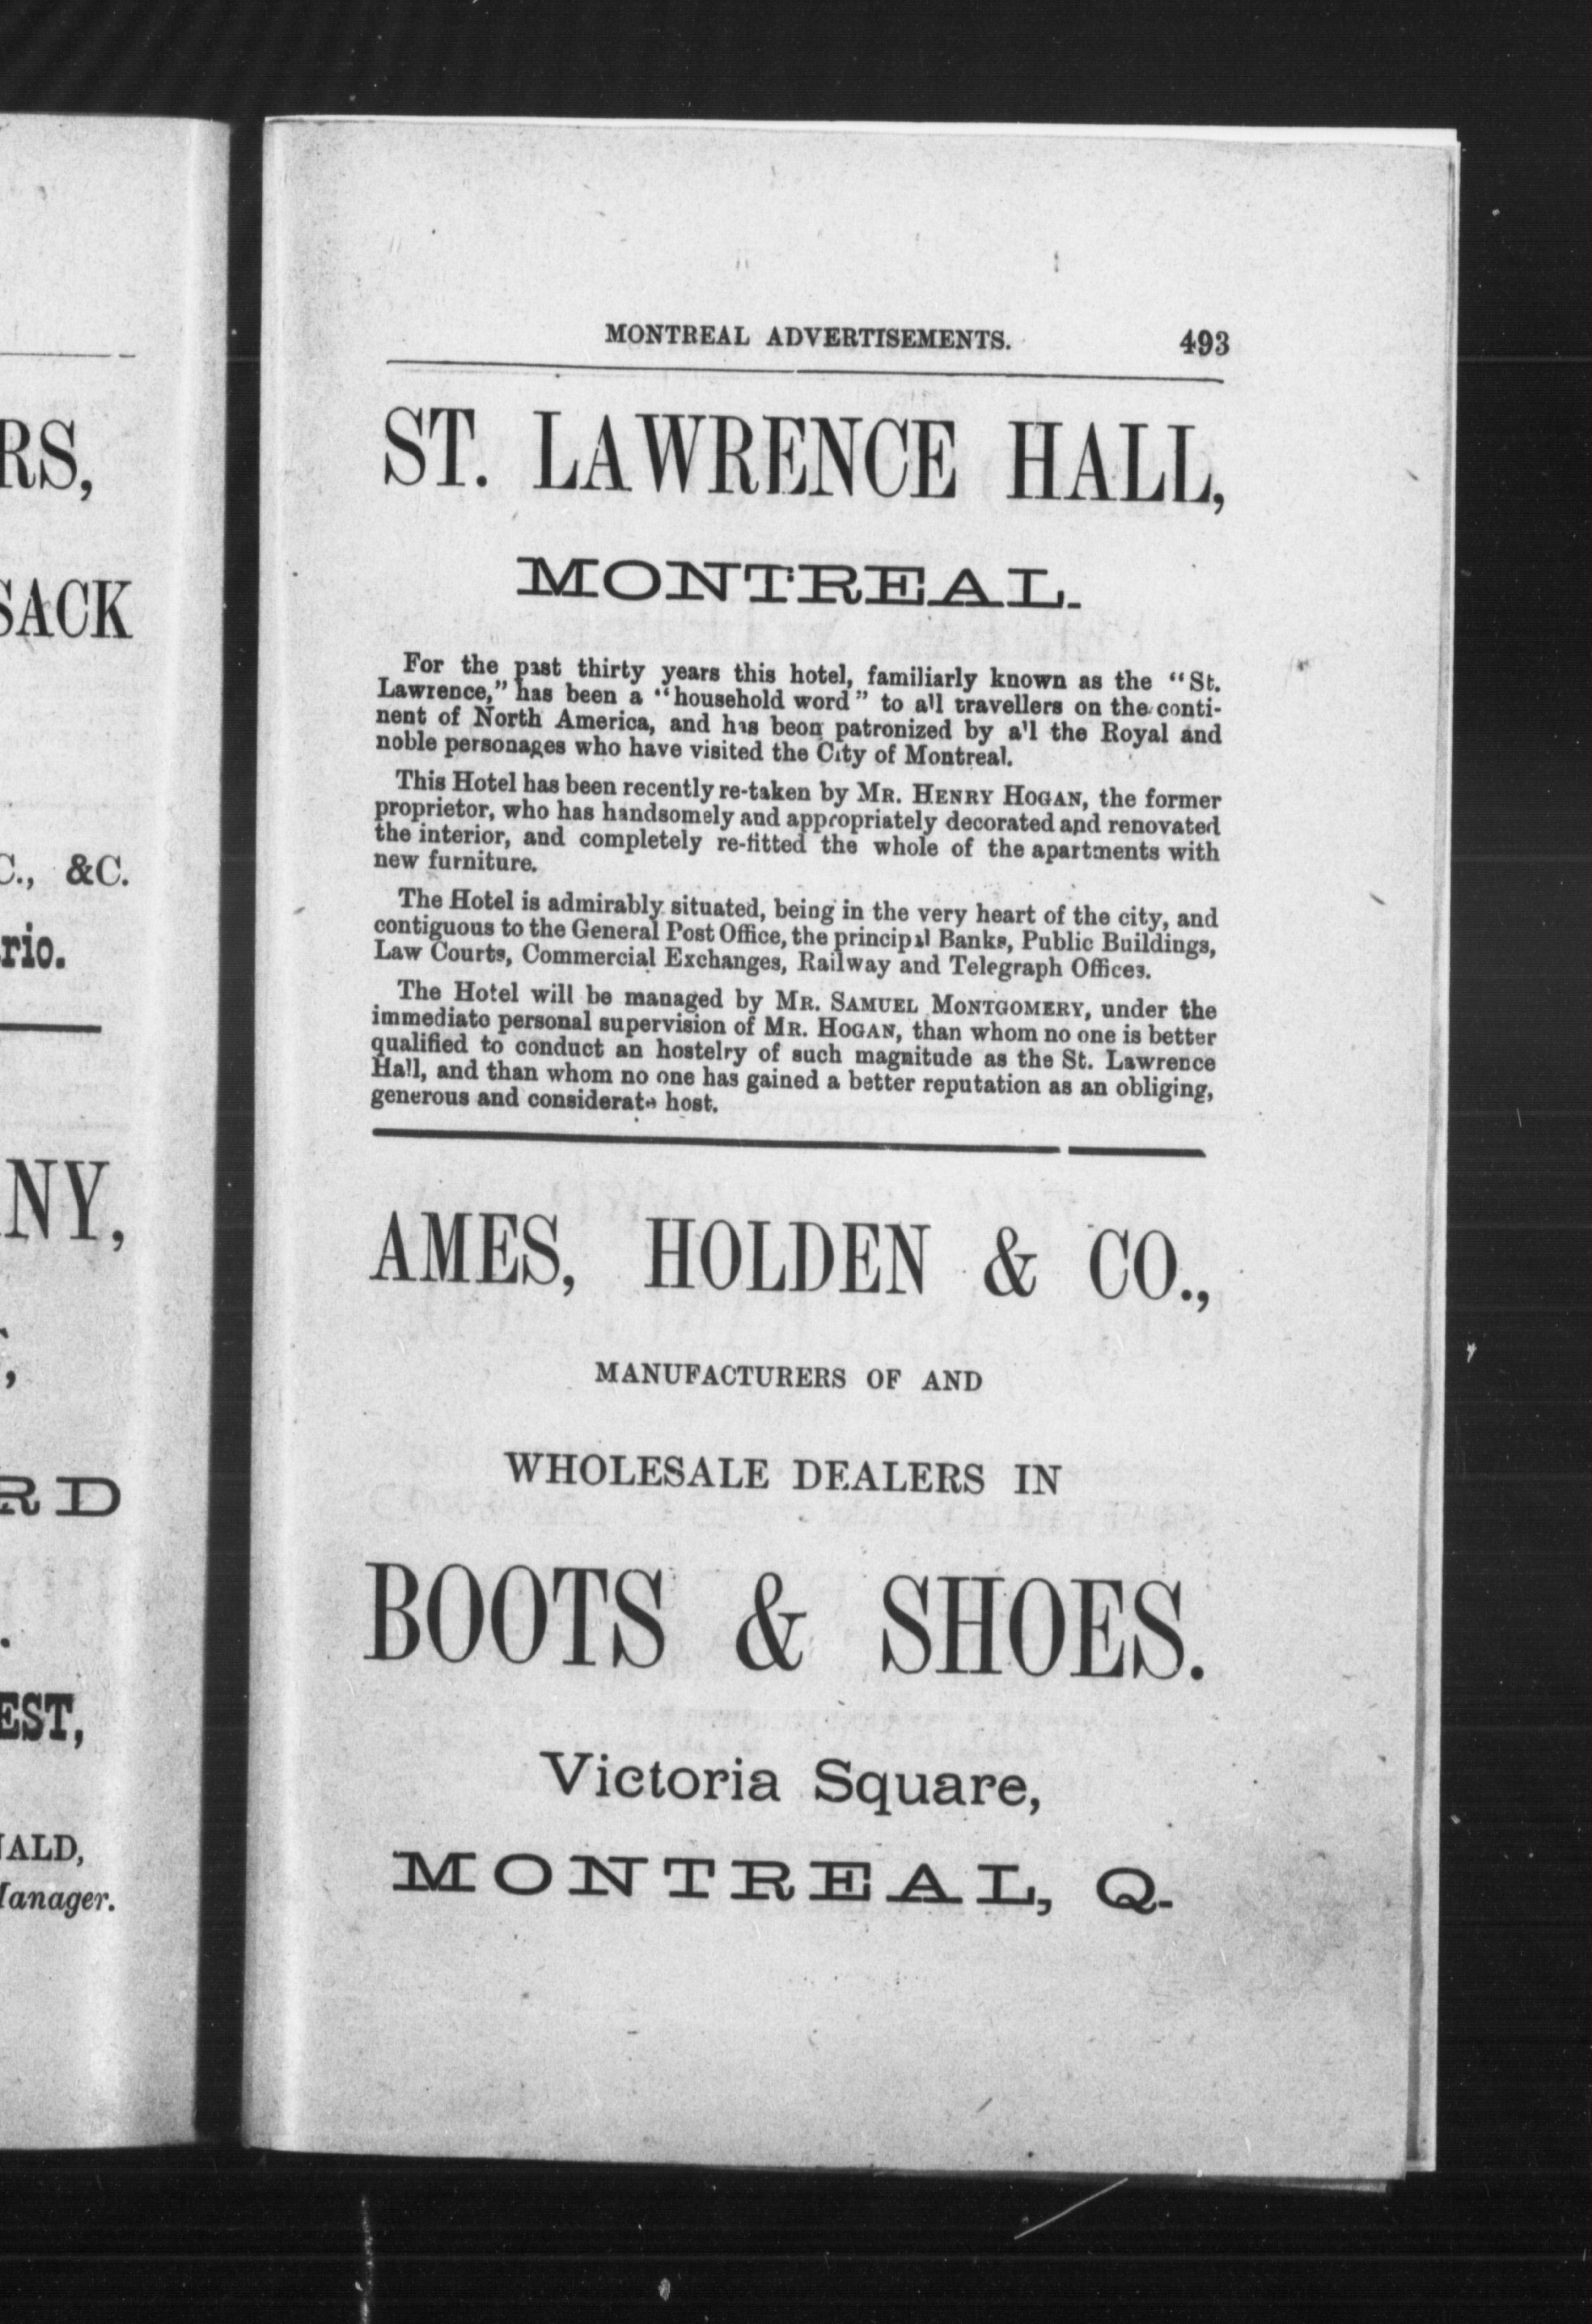 MONTREAL ADVERTISEMENTS. 493
ST. LAWRENCE HALL,
MONTREAL.
For the past thirty years this hotel, familiarly known as the "St.
Lawrence," has been a "household word" to all travellers on the conti-
nent of North America, and has been patronized by all the Royal and
noble personages who have visited the City of Montreal.
This Hotel has been recently re-taken by MR. HENRY HOGAN, the former
proprietor, who has handsomely and appropriately decorated and renovated
the interior, and completely re-fitted the whole of the apartments with
new furniture.
The Hotel is admirably situated, being in the very heart of the city, and
contiguous to the General Post Office, the principal Banks, Public Buildings,
Law Courts, Commercial Exchanges, Railway and Telegraph Offices.
The Hotel will be managed by MR. SAMUEL MONTGOMERY, under the
immediate personal supervision of MR. HOGAN, than whom no one is better
qualified to conduct an hostelry of such magnitude as the St. Lawrence
Hall, and than whom no one has gained a better reputation as an obliging,
generous and considerate host.
AMES, HOLDEN & CO.,
MANUFACTURERS OF AND
WHOLESALE DEALERS IN
BOOTS & SHOES.
Victoria Square,
MONTREAL, Q.
RS,
SACK
C., &C.
rio.
NY,
RD
EST,
ALD,
anager.